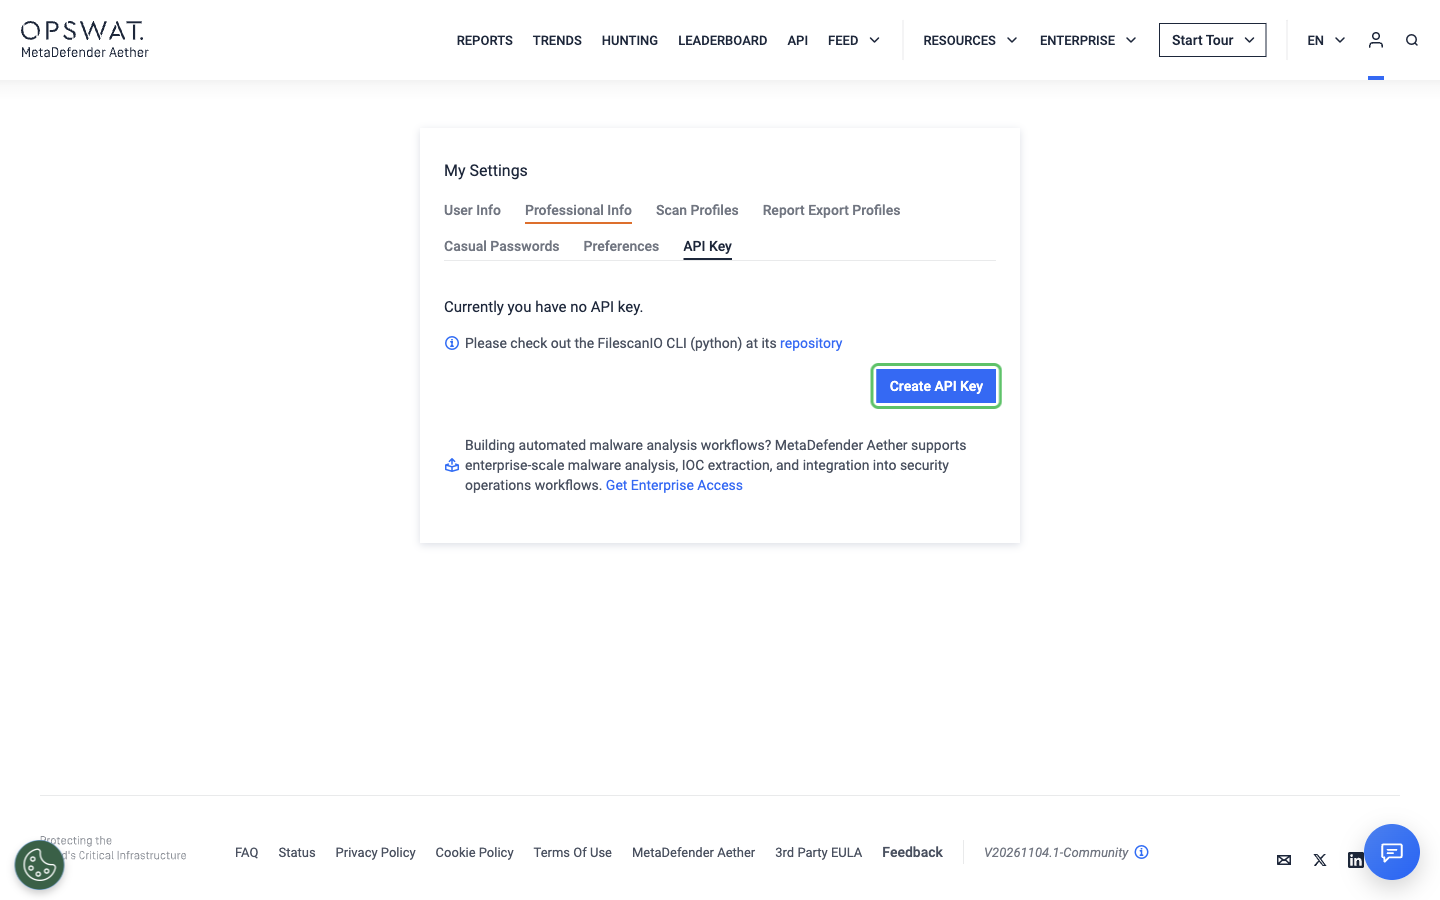 OPSWAT.
MetaDefender Aether
REPORTS TRENDS HUNTING LEADERBOARD API FEED RESOURCES ENTERPRISE Start Tour EN
My Settings
User Info Professional Info Scan Profiles Report Export Profiles
Casual Passwords Preferences API Key
Currently you have no API key.
Please check out the FilescanIO CLI (python) at its repository
Create API Key
Building automated malware analysis workflows? MetaDefender Aether supports
enterprise-scale malware analysis, IOC extraction, and integration into security
operations workflows. Get Enterprise Access
Protecting the
d's Critical Infrastructure
FAQ Status Privacy Policy Cookie Policy Terms Of Use MetaDefender Aether 3rd Party EULA Feedback V20261104.1-Community